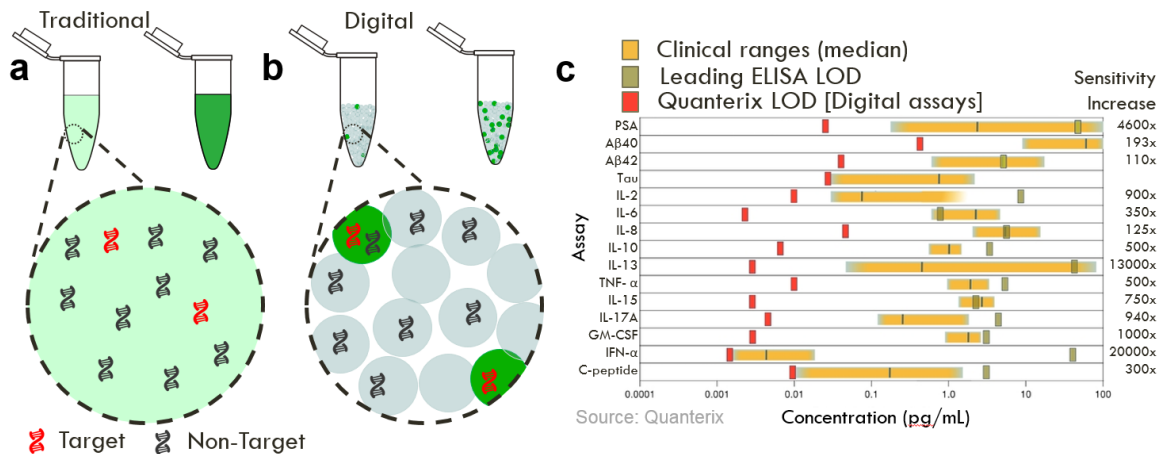 Traditional
Digital
a
b
c
Clinical ranges (median)
Leading ELISA LOD
Quanterix LOD [Digital assays]
Sensitivity
Increase
PSA 4600x
Aβ40 193x
Aβ42 110x
Tau
IL-2 900x
IL-6 350x
IL-8 125x
IL-10 500x
IL-13 13000x
TNF- α 500x
IL-15 750x
IL-17A 940x
GM-CSF 1000x
IFN-α 20000x
C-peptide 300x
Assay
0.0001 0.001 0.01 0.1 1 10 100
Source: Quanterix
Concentration (pg/mL)
Target
Non-Target